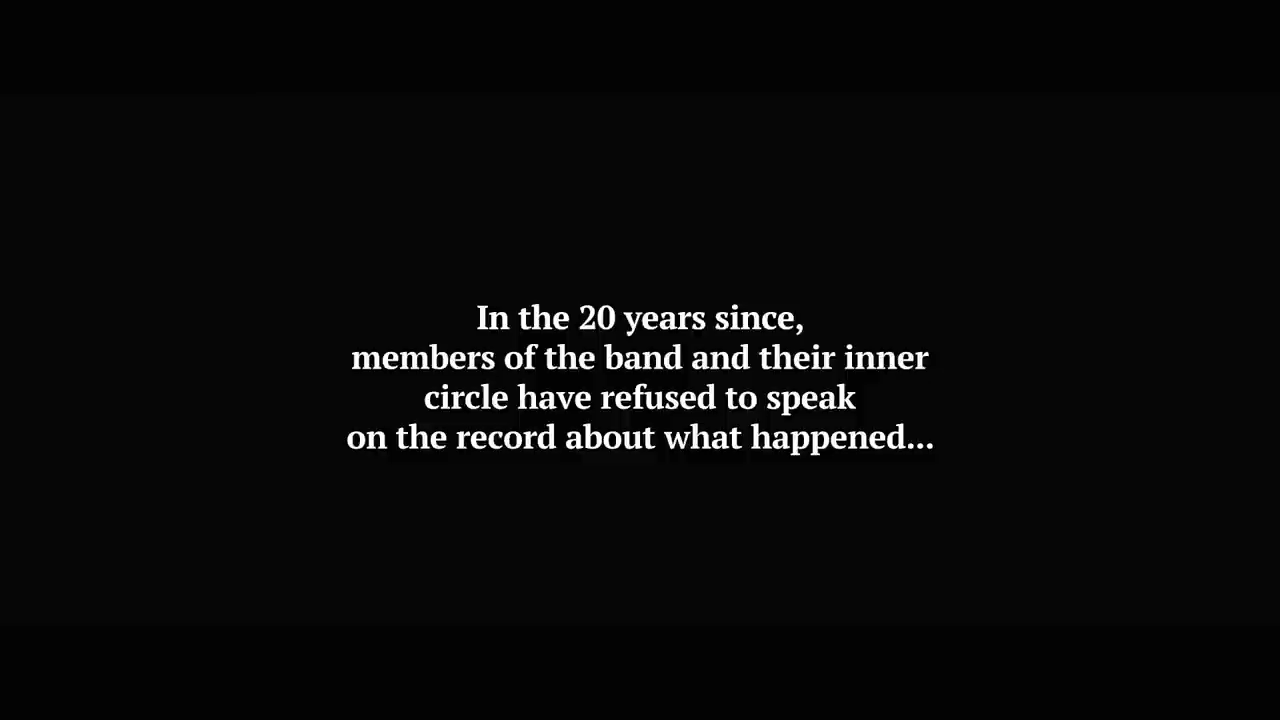 In the 20 years since,
members of the band and their inner
circle have refused to speak
on the record about what happened...